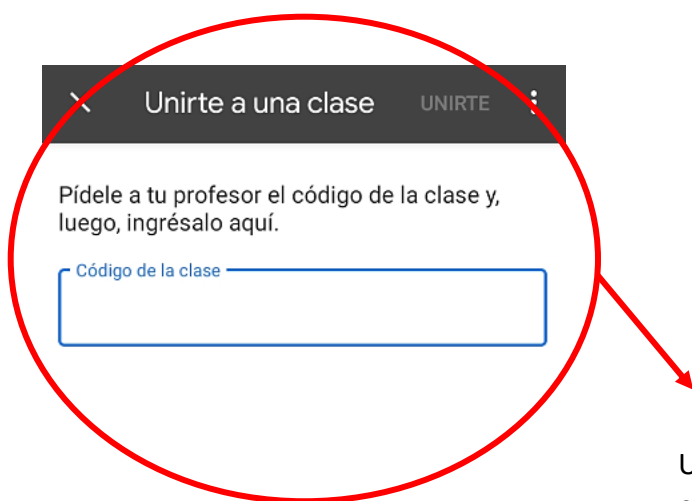 Unirte a una clase UNIRTE
Pídele a tu profesor el código de la clase y,
luego, ingrésalo aquí.
Código de la clase